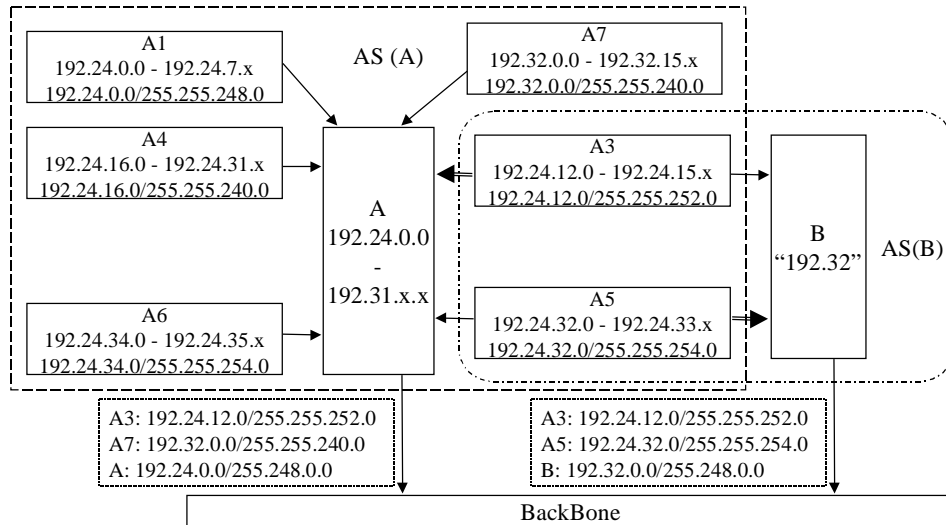 A1
192.24.0.0 - 192.24.7.x
192.24.0.0/255.255.248.0
AS (A)
A7
192.32.0.0 - 192.32.15.x
192.32.0.0/255.255.240.0
A4
192.24.16.0 - 192.24.31.x
192.24.16.0/255.255.240.0
A
192.24.0.0
-
192.31.x.x
A3
192.24.12.0 - 192.24.15.x
192.24.12.0/255.255.252.0
B
“192.32”
AS(B)
A6
192.24.34.0 - 192.24.35.x
192.24.34.0/255.255.254.0
A5
192.24.32.0 - 192.24.33.x
192.24.32.0/255.255.254.0
A3: 192.24.12.0/255.255.252.0
A7: 192.32.0.0/255.255.240.0
A: 192.24.0.0/255.248.0.0
A3: 192.24.12.0/255.255.252.0
A5: 192.24.32.0/255.255.254.0
B: 192.32.0.0/255.248.0.0
BackBone